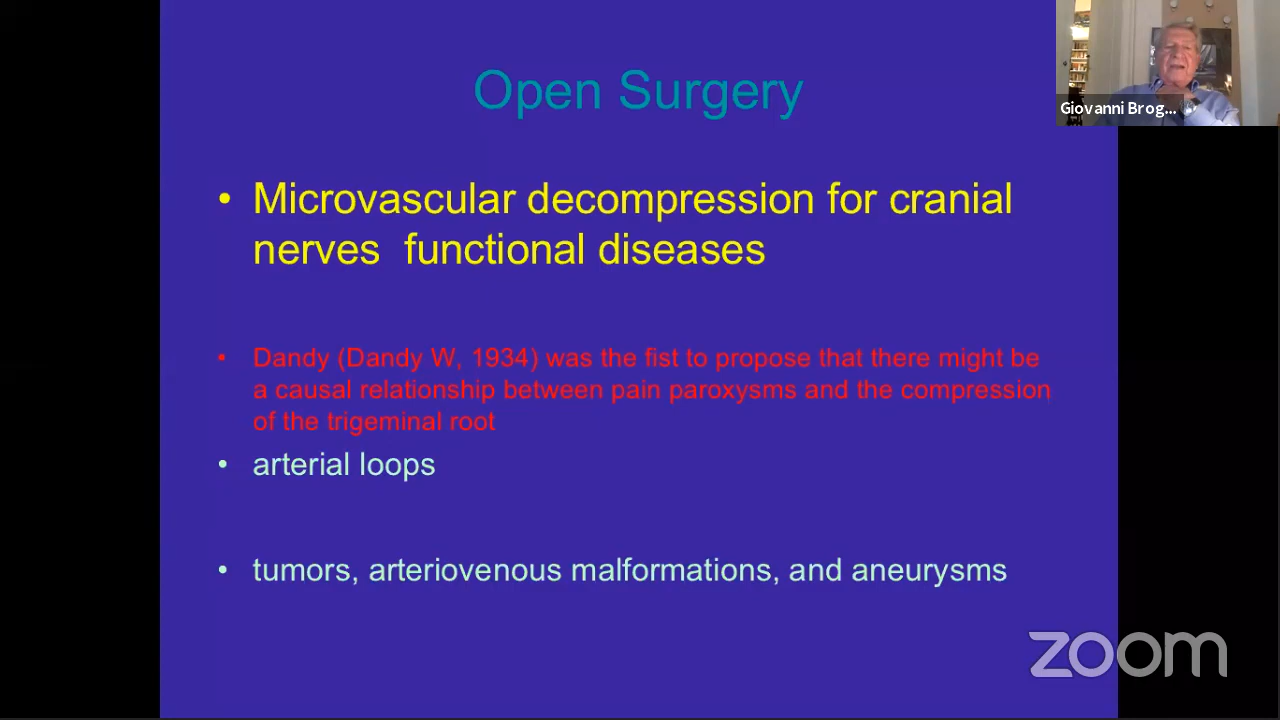 Open Surgery
Giovanni Brog...
• Microvascular decompression for cranial
nerves functional diseases
• Dandy (Dandy W, 1934) was the fist to propose that there might be
a causal relationship between pain paroxysms and the compression
of the trigeminal root
• arterial loops
• tumors, arteriovenous malformations, and aneurysms
zoom